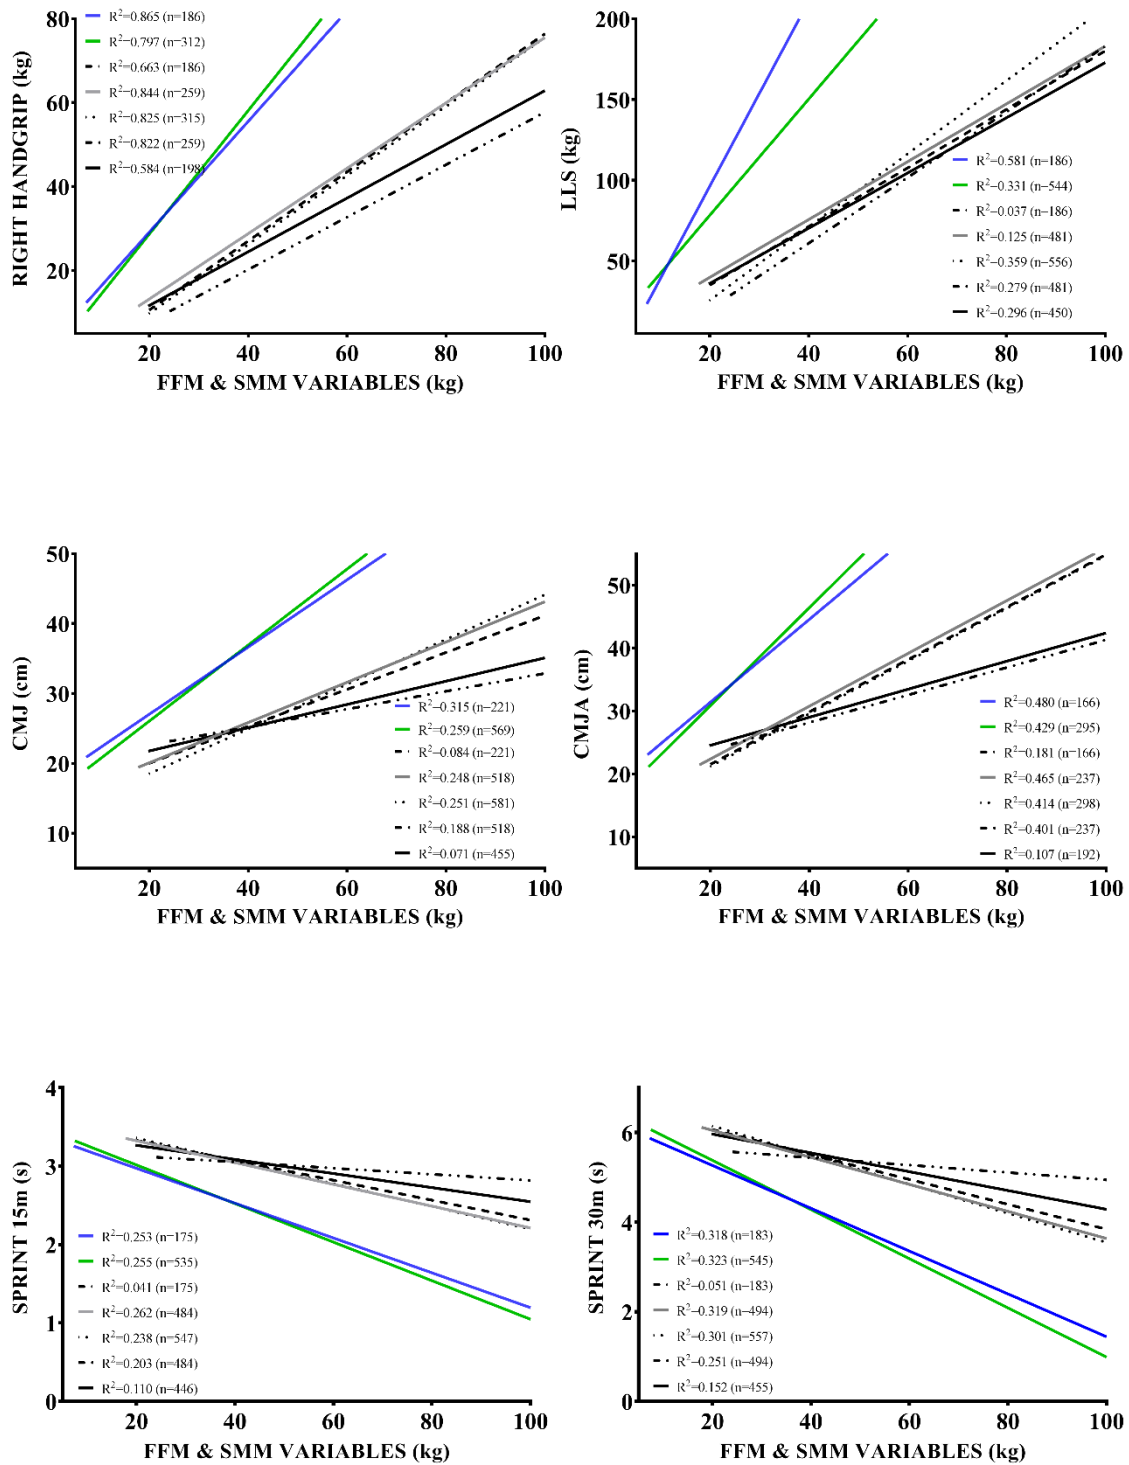 80
60
40
20
RIGHT HANDGRIP (kg)
R²=0.865 (n=186)
R²=0.797 (n=312)
R²=0.663 (n=186)
R²=0.844 (n=259)
R²=0.825 (n=315)
R²=0.822 (n=259)
R²=0.584 (n=198)
20 40 60 80 100
FFM & SMM VARIABLES (kg)
200
150
100
50
LLS (kg)
R²=0.581 (n=186)
R²=0.331 (n=544)
R²=0.037 (n=186)
R²=0.125 (n=481)
R²=0.359 (n=556)
R²=0.279 (n=481)
R²=0.296 (n=450)
20 40 60 80 100
FFM & SMM VARIABLES (kg)
50
40
30
20
10
CMJ (cm)
R²=0.315 (n=221)
R²=0.259 (n=569)
R²=0.084 (n=221)
R²=0.248 (n=518)
R²=0.251 (n=581)
R²=0.188 (n=518)
R²=0.071 (n=455)
20 40 60 80 100
FFM & SMM VARIABLES (kg)
50
40
30
20
10
CMJA (cm)
R²=0.480 (n=166)
R²=0.429 (n=295)
R²=0.181 (n=166)
R²=0.465 (n=237)
R²=0.414 (n=298)
R²=0.401 (n=237)
R²=0.107 (n=192)
20 40 60 80 100
FFM & SMM VARIABLES (kg)
4
3
2
1
0
SPRINT 15m (s)
R²=0.253 (n=175)
R²=0.255 (n=535)
R²=0.041 (n=175)
R²=0.262 (n=484)
R²=0.238 (n=547)
R²=0.203 (n=484)
R²=0.110 (n=446)
20 40 60 80 100
FFM & SMM VARIABLES (kg)
6
4
2
0
SPRINT 30m (s)
R²=0.318 (n=183)
R²=0.323 (n=545)
R²=0.051 (n=183)
R²=0.319 (n=494)
R²=0.301 (n=557)
R²=0.251 (n=494)
R²=0.152 (n=455)
20 40 60 80 100
FFM & SMM VARIABLES (kg)